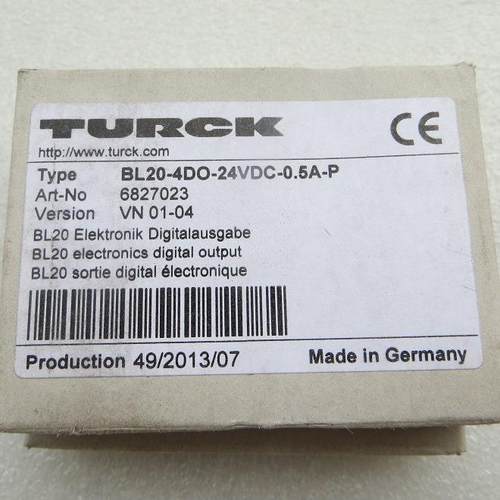 TURCK CE
http://www.turck.com
Type BL20-4DO-24VDC-0.5A-P
Art-No 6827023
Version VN 01-04
BL20 Elektronik Digitalausgabe
BL20 electronics digital output
BL20 sortie digital électronique
Production 49/2013/07 Made in Germany